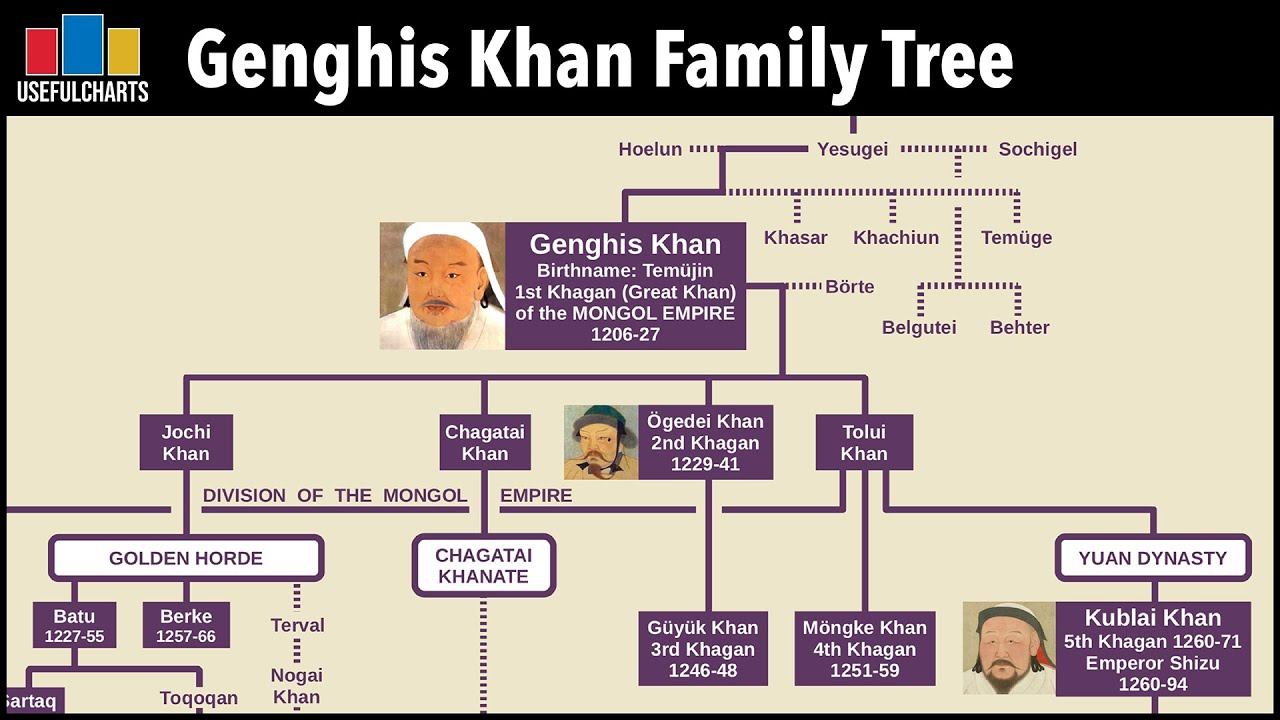 USEFULCHARTS
Genghis Khan Family Tree
Hoelun
Yesugei
Sochigel
Genghis Khan
Birthname: Temüjin
1st Khagan (Great Khan)
of the MONGOL EMPIRE
1206-27
Khasar
Khachiun
Temüge
Börte
Belgutei
Behter
Jochi
Khan
Chagatai
Khan
Ögedei Khan
2nd Khagan
1229-41
Tolui
Khan
DIVISION OF THE MONGOL EMPIRE
GOLDEN HORDE
CHAGATAI
KHANATE
YUAN DYNASTY
Batu
1227-55
Berke
1257-66
Terval
Nogai
Khan
Güyük Khan
3rd Khagan
1246-48
Möngke Khan
4th Khagan
1251-59
Kublai Khan
5th Khagan 1260-71
Emperor Shizu
1260-94
Sartaq
Toqoqan